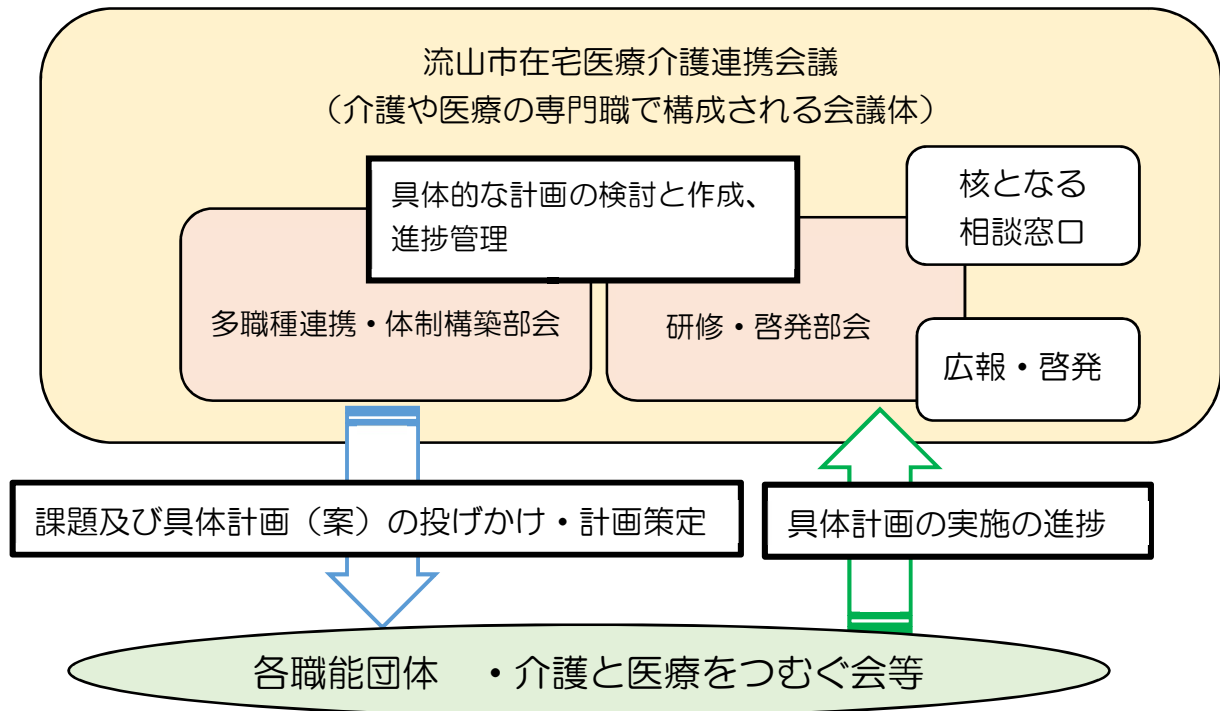 流山市在宅医療介護連携会議
（介護や医療の専門職で構成される会議体）
具体的な計画の検討と作成、
進捗管理
核となる
相談窓口
多職種連携・体制構築部会
研修・啓発部会
広報・啓発
課題及び具体計画（案）の投げかけ・計画策定
具体計画の実施の進捗
各職能団体　・介護と医療をつむぐ会等